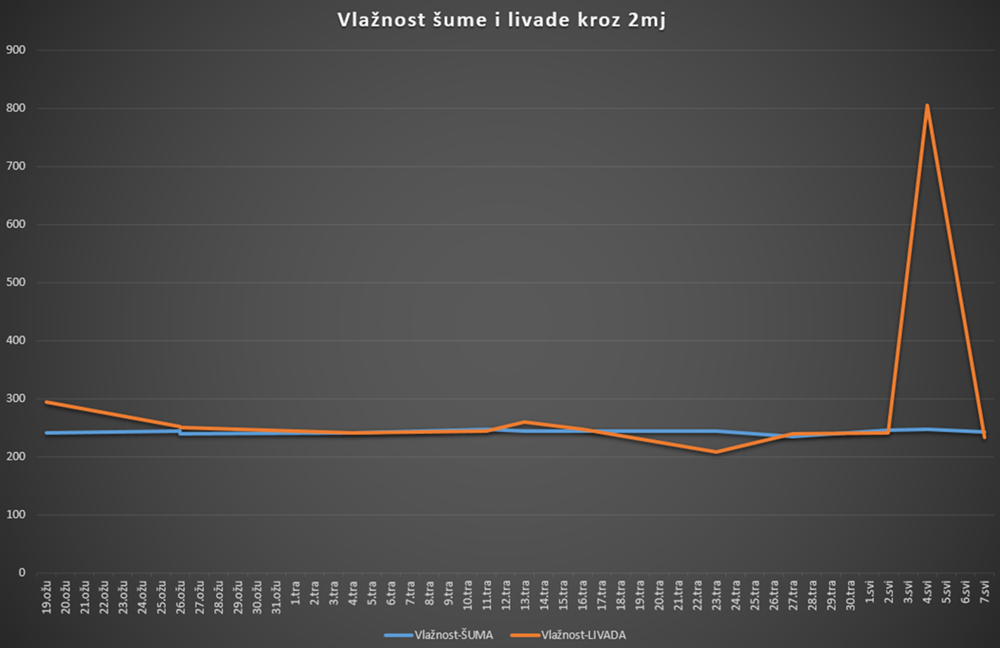 Vlažnost šume i livade kroz 2mj
900
800
700
600
500
400
300
200
100
0
19.ožu
20.ožu
21.ožu
22.ožu
23.ožu
24.ožu
25.ožu
26.ožu
27.ožu
28.ožu
29.ožu
30.ožu
31.ožu
1.tra
2.tra
3.tra
4.tra
5.tra
6.tra
7.tra
8.tra
9.tra
10.tra
11.tra
12.tra
13.tra
14.tra
15.tra
16.tra
17.tra
18.tra
19.tra
20.tra
21.tra
22.tra
23.tra
24.tra
25.tra
26.tra
27.tra
28.tra
29.tra
30.tra
1.svi
2.svi
3.svi
4.svi
5.svi
6.svi
7.svi
Vlažnost-ŠUMA
Vlažnost-LIVADA